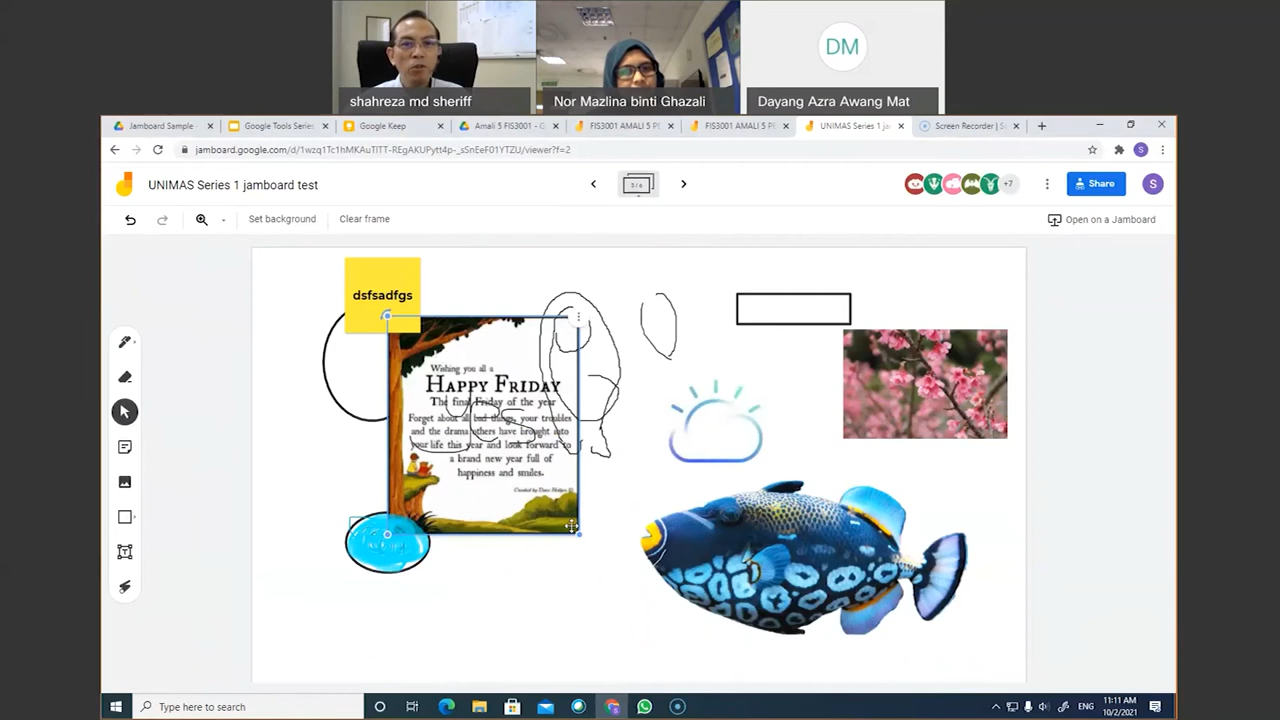 DM
shahreza md sheriff
Nor Mazlina binti Ghazali
Dayang Azra Awang Mat
Jamboard Sample -
Google Tools Series
Google Keep
Amali 5 FIS3001 - G
FIS3001 AMALI 5 P
FIS3001 AMALI 5 P
UNIMAS Series 1 ja
Screen Recorder | S
jamboard.google.com/d/1wzq1Tc1hMKAuTITT-REgAKUPytt4p-_sSnEeF01YTZU/viewer?f=2
S
UNIMAS Series 1 jamboard test
3 / 6
+7
Share
S
Set background
Clear frame
Open on a Jamboard
dsfsadfgs
Wishing you all a
Happy Friday
The final Friday of the year
Forget about all bad things, your troubles
and the drama others have brought into
your life this year and look forward to
a brand new year full of
happiness and smiles.
Type here to search
ENG
11:11 AM
10/2/2021